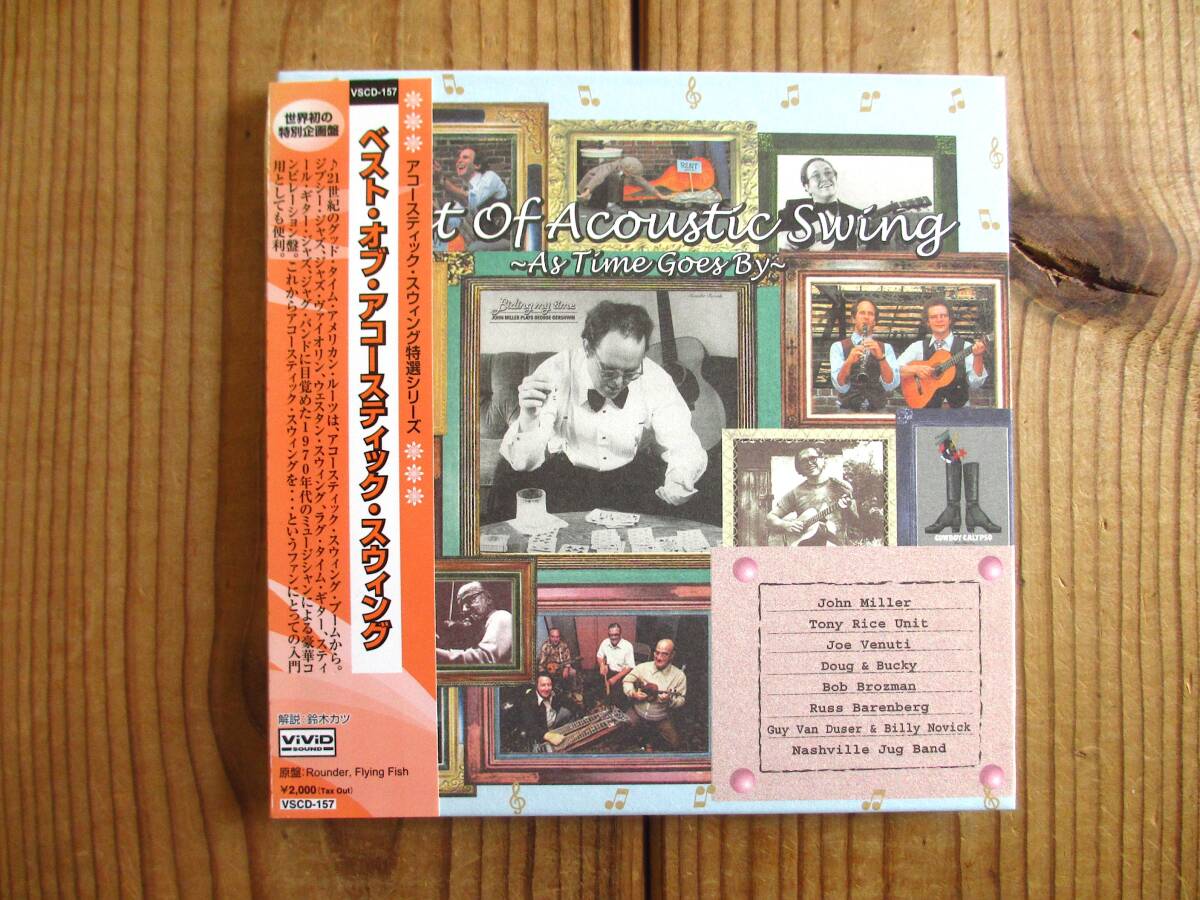 VSCD-157
世界初の
特別企画盤
アコースティック・スウィング特選シリーズ
ベスト・オブ・アコースティック・スウィング
♪21世紀のグッド・タイム・アメリカン・ルーツは、アコースティック・スウィング・ブームから。
ジプシー・ジャズ、ジャズ・ヴァイオリン、ウェスタン・スウィング、ラグ・タイム・ギター、スティ
ール・ギター・ジャズ、ジャグ・バンドに目覚めた1970年代のミュージシャンによる豪華コ
ンピレーション盤。これからアコースティック・スウィングを・・・というファンにとっての入門
用としても便利。
解説:鈴木カツ
ViViD
SOUND
原盤:Rounder, Flying Fish
¥2,000(Tax Out)
VSCD-157
t Of Acoustic Swing
~As Time Goes By~
RENT
Biding my time
JOHN MILLER PLAYS GEORGE GERSHWIN
Rounder Records
COWBOY CALYPSO
John Miller
Tony Rice Unit
Joe Venuti
Doug & Bucky
Bob Brozman
Russ Barenberg
Guy Van Duser & Billy Novick
Nashville Jug Band